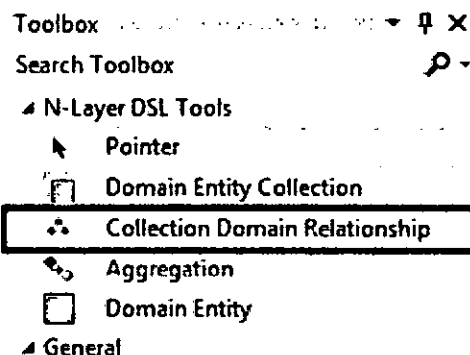 Toolbox
Search Toolbox
N-Layer DSL Tools
Pointer
Domain Entity Collection
Collection Domain Relationship
Aggregation
Domain Entity
General